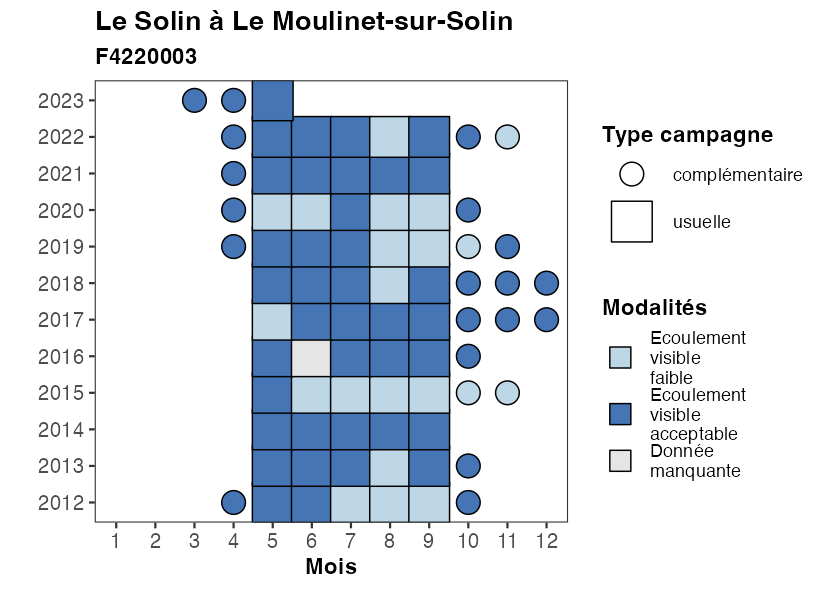 Le Solin à Le Moulinet-sur-Solin
F4220003
2023
2022
2021
2020
2019
2018
2017
2016
2015
2014
2013
2012
1 2 3 4 5 6 7 8 9 10 11 12
Mois
Type campagne
complémentaire
usuelle
Modalités
Ecoulement
visible
faible
Ecoulement
visible
acceptable
Donnée
manquante